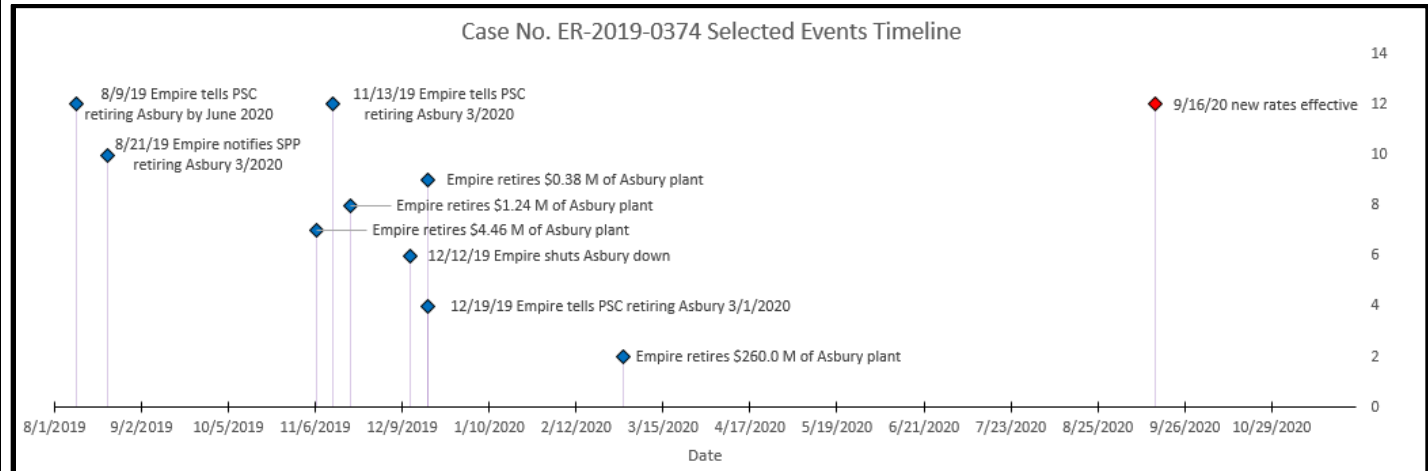 Case No. ER-2019-0374 Selected Events Timeline
14
8/9/19 Empire tells PSC
retiring Asbury by June 2020
11/13/19 Empire tells PSC
retiring Asbury 3/2020
9/16/20 new rates effective
12
8/21/19 Empire notifies SPP
retiring Asbury 3/2020
10
Empire retires $0.38 M of Asbury plant
Empire retires $1.24 M of Asbury plant
8
Empire retires $4.46 M of Asbury plant
12/12/19 Empire shuts Asbury down
6
12/19/19 Empire tells PSC retiring Asbury 3/1/2020
4
Empire retires $260.0 M of Asbury plant
2
0
8/1/2019 9/2/2019 10/5/2019 11/6/2019 12/9/2019 1/10/2020 2/12/2020 3/15/2020 4/17/2020 5/19/2020 6/21/2020 7/23/2020 8/25/2020 9/26/2020 10/29/2020
Date